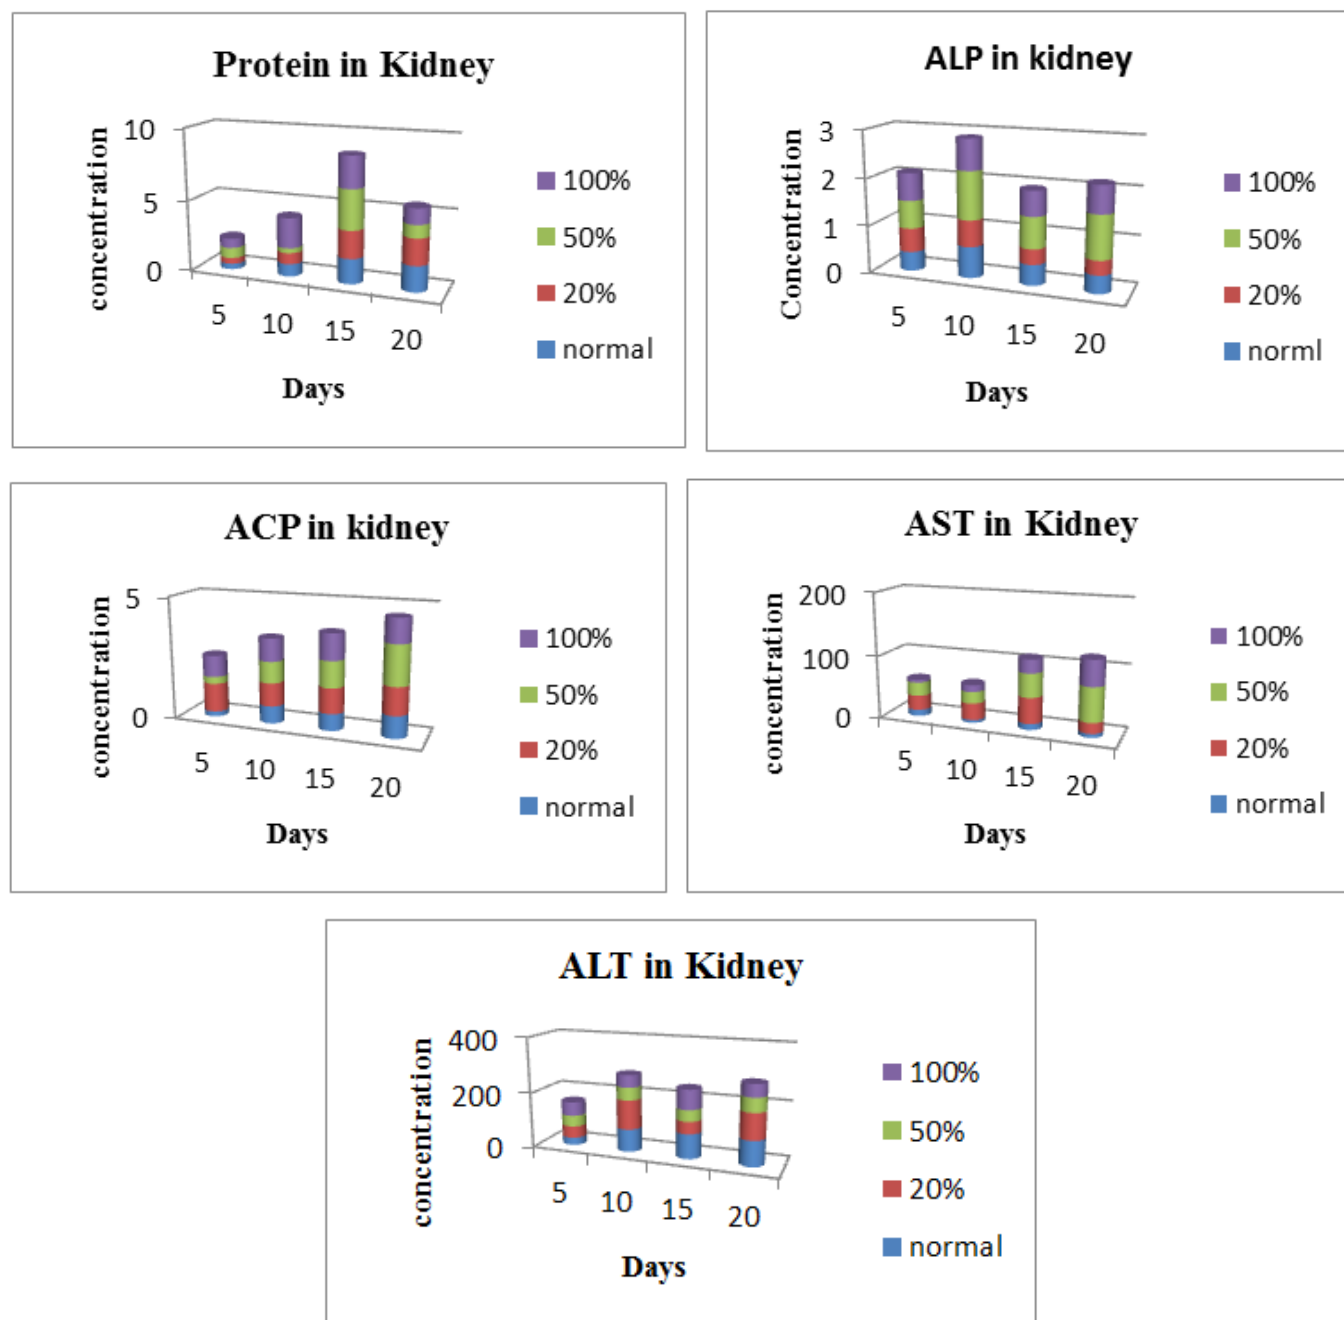 Protein in Kidney
concentration
10
5
0
5
10
15
20
Days
100%
50%
20%
normal
ALP in kidney
Concentration
3
2
1
0
5
10
15
20
Days
100%
50%
20%
norml
ACP in kidney
concentration
5
0
5
10
15
20
Days
100%
50%
20%
normal
AST in Kidney
concentration
200
100
0
5
10
15
20
Days
100%
50%
20%
normal
ALT in Kidney
concentration
400
200
0
5
10
15
20
Days
100%
50%
20%
normal